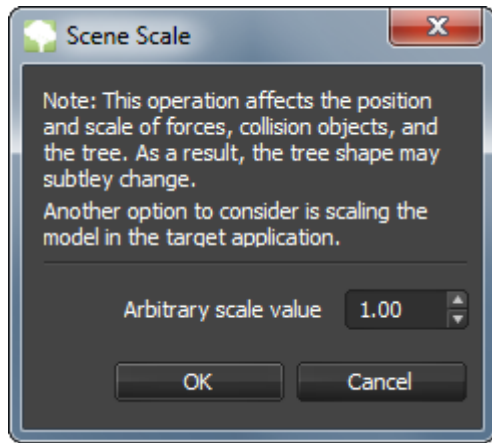 Scene Scale
Note: This operation affects the position
and scale of forces, collision objects, and
the tree. As a result, the tree shape may
subtley change.
Another option to consider is scaling the
model in the target application.
Arbitrary scale value 1.00
OK Cancel